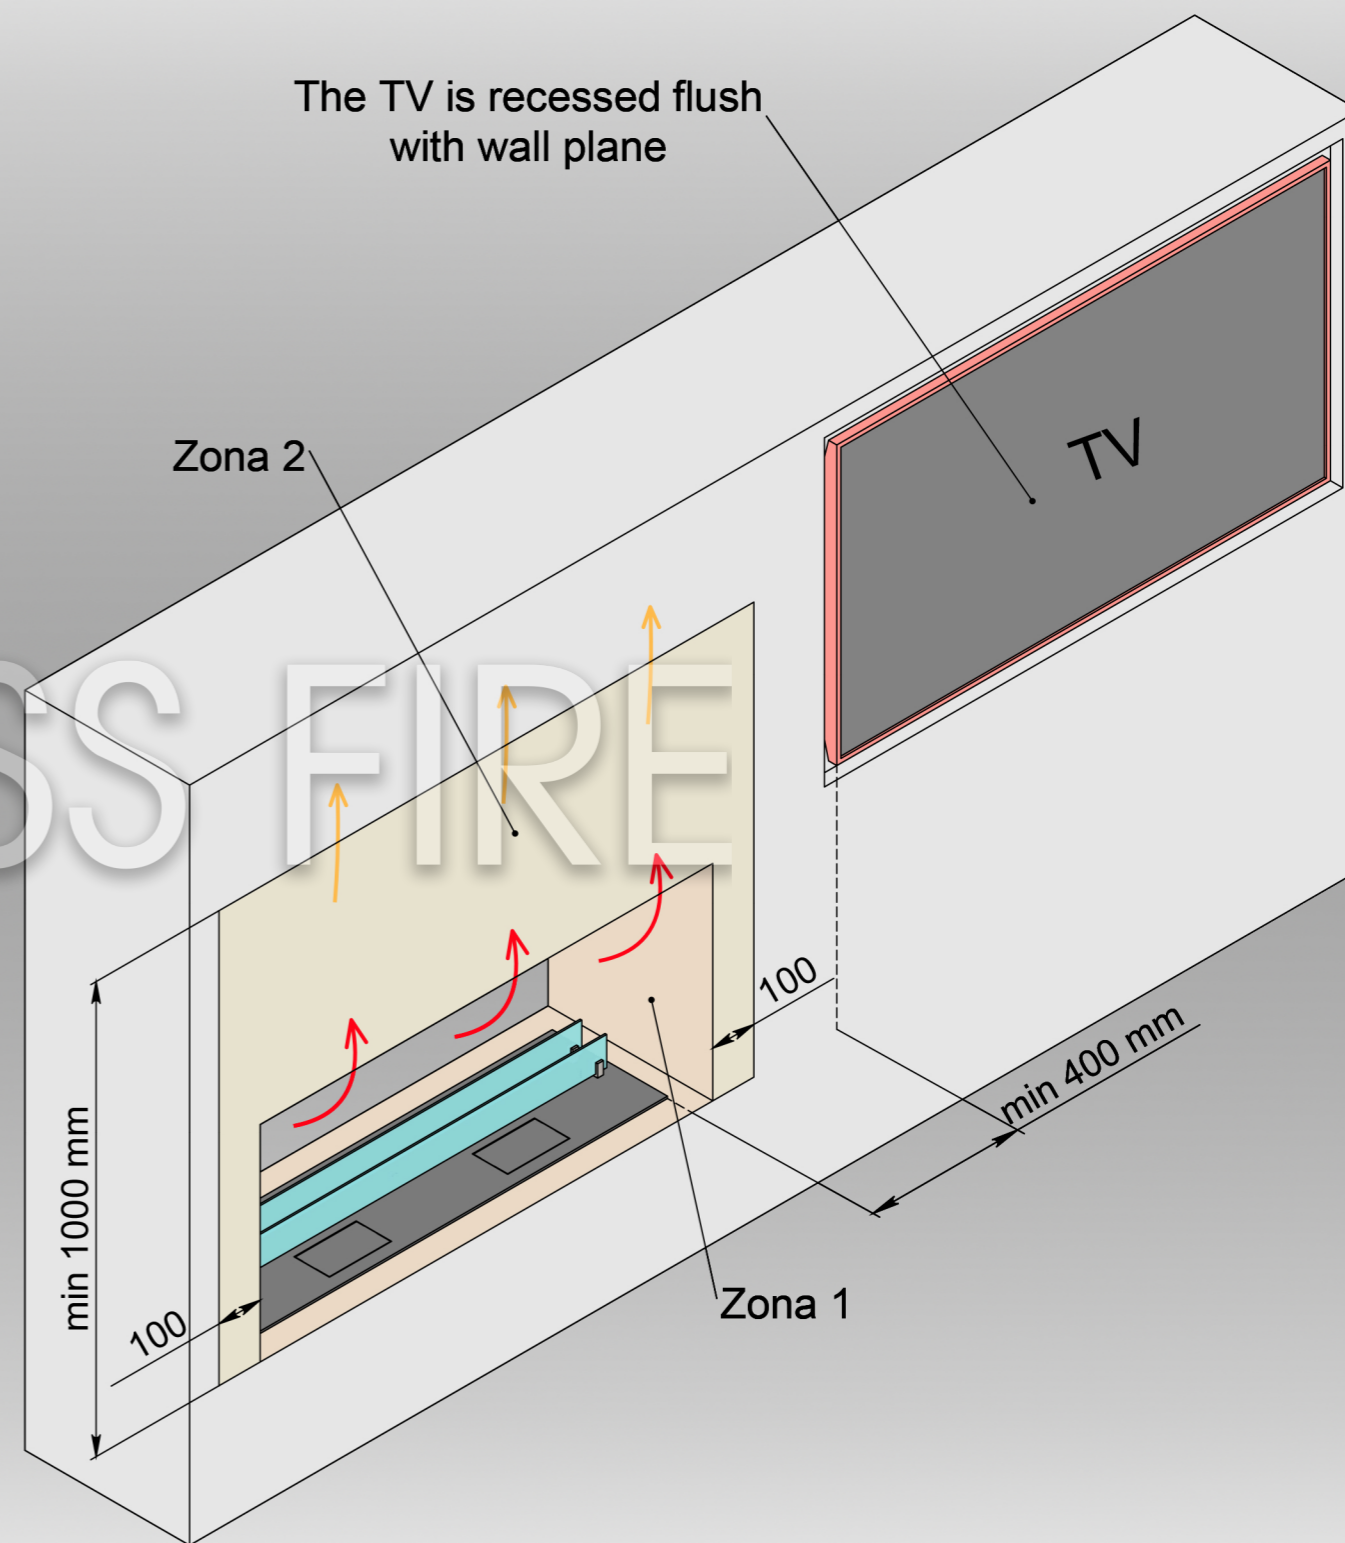 The TV is recessed flush
with wall plane
TV
Zona 2
SS FIRE
100
min 400 mm
min 1000 mm
100
Zona 1